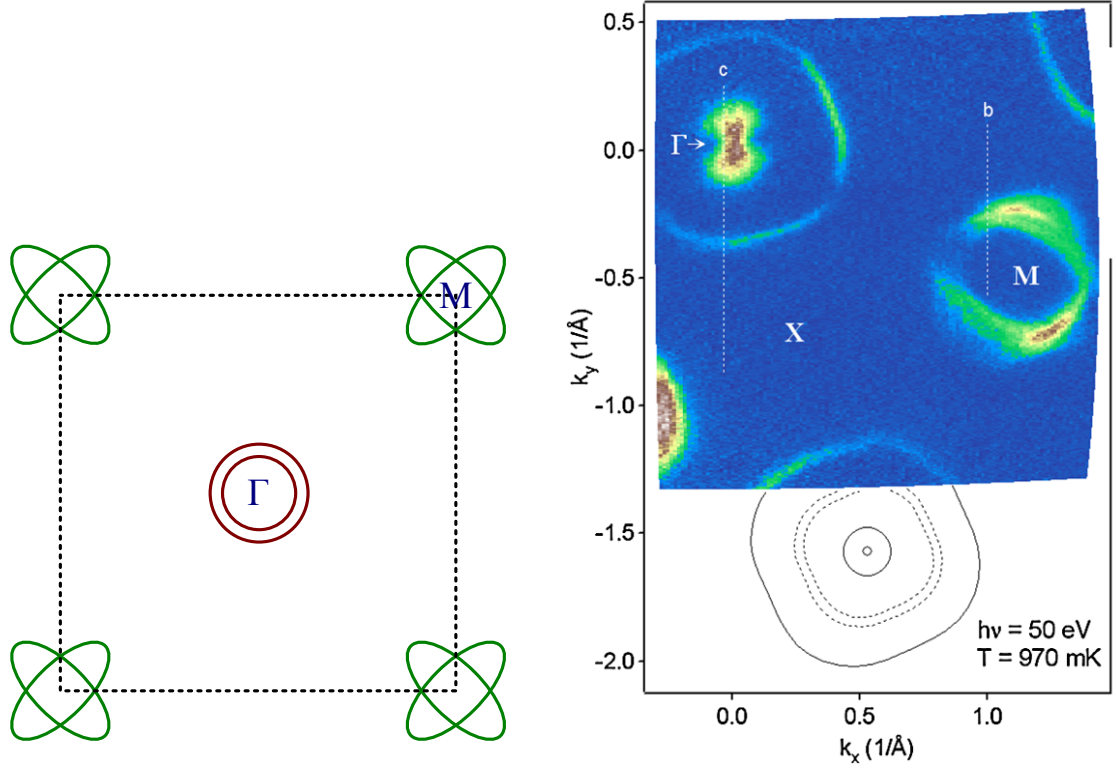 M
Γ
0.5
0.0
-0.5
-1.0
-1.5
-2.0
k_y (1/Å)
c
b
Γ→
M
X
hν = 50 eV
T = 970 mK
0.0 0.5 1.0
k_x (1/Å)